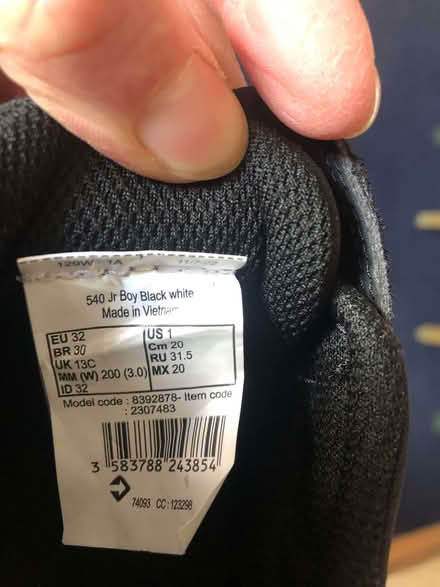 540 Jr Boy Black white
Made in Vietnam
EU 32 US 1
BR 30 Cm 20
UK 13C RU 31.5
MM (W) 200 (3.0) MX 20
ID 32
Model code : 8392878- Item code
: 2307483
3 583788 243854
74093 CC : 123298